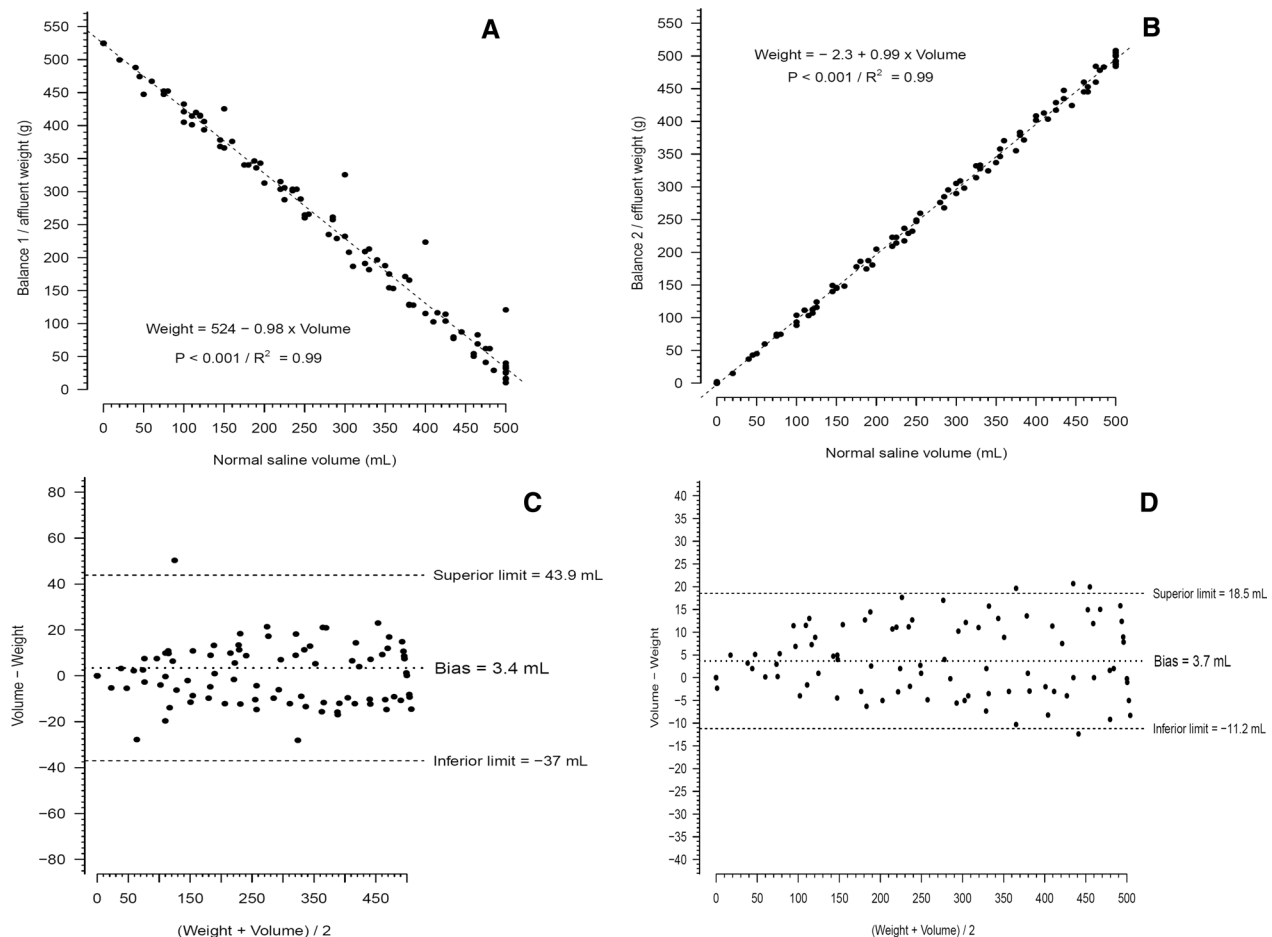 A
550
500
450
400
350
300
250
200
150
100
50
0
Balance 1 / affluent weight (g)
Weight = 524 − 0.98 x Volume
P < 0.001 / R² = 0.99
0 50 100 150 200 250 300 350 400 450 500
Normal saline volume (mL)
B
550
500
450
400
350
300
250
200
150
100
50
0
Balance 2 / effluent weight (g)
Weight = − 2.3 + 0.99 x Volume
P < 0.001 / R² = 0.99
0 50 100 150 200 250 300 350 400 450 500
Normal saline volume (mL)
C
80
60
40
20
0
−20
−40
−60
−80
Volume − Weight
Superior limit = 43.9 mL
Bias = 3.4 mL
Inferior limit = −37 mL
0 50 150 250 350 450
(Weight + Volume) / 2
D
40
35
30
25
20
15
10
5
0
−5
−10
−15
−20
−25
−30
−35
−40
Volume − Weight
Superior limit = 18.5 mL
Bias = 3.7 mL
Inferior limit = −11.2 mL
0 50 100 150 200 250 300 350 400 450 500
(Weight + Volume) / 2